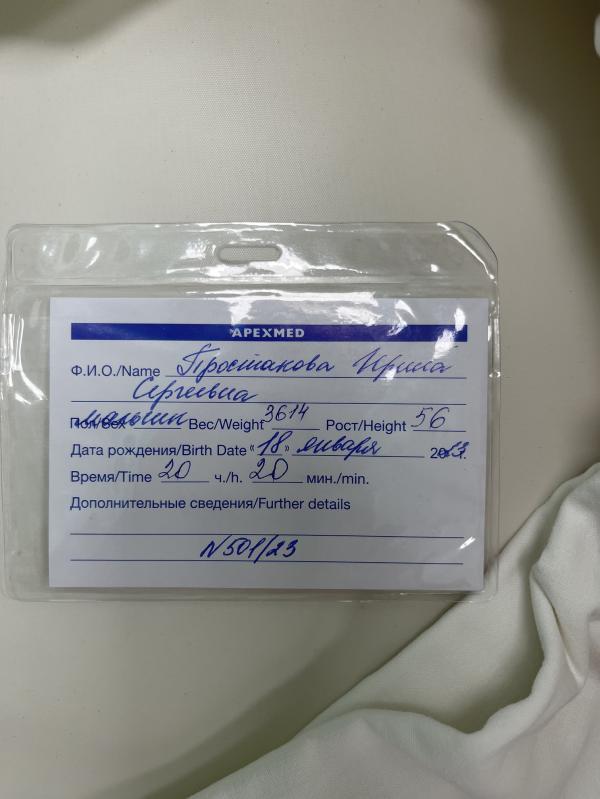 APEXMED
Ф.И.О./Name Простакова Ирина
Сергеевна
Пол/Sex мальчик Вес/Weight 3614 Рост/Height 56
Дата рождения/Birth Date «18» января 2023г.
Время/Time 20 ч./h. 20 мин./min.
Дополнительные сведения/Further details
N501/23